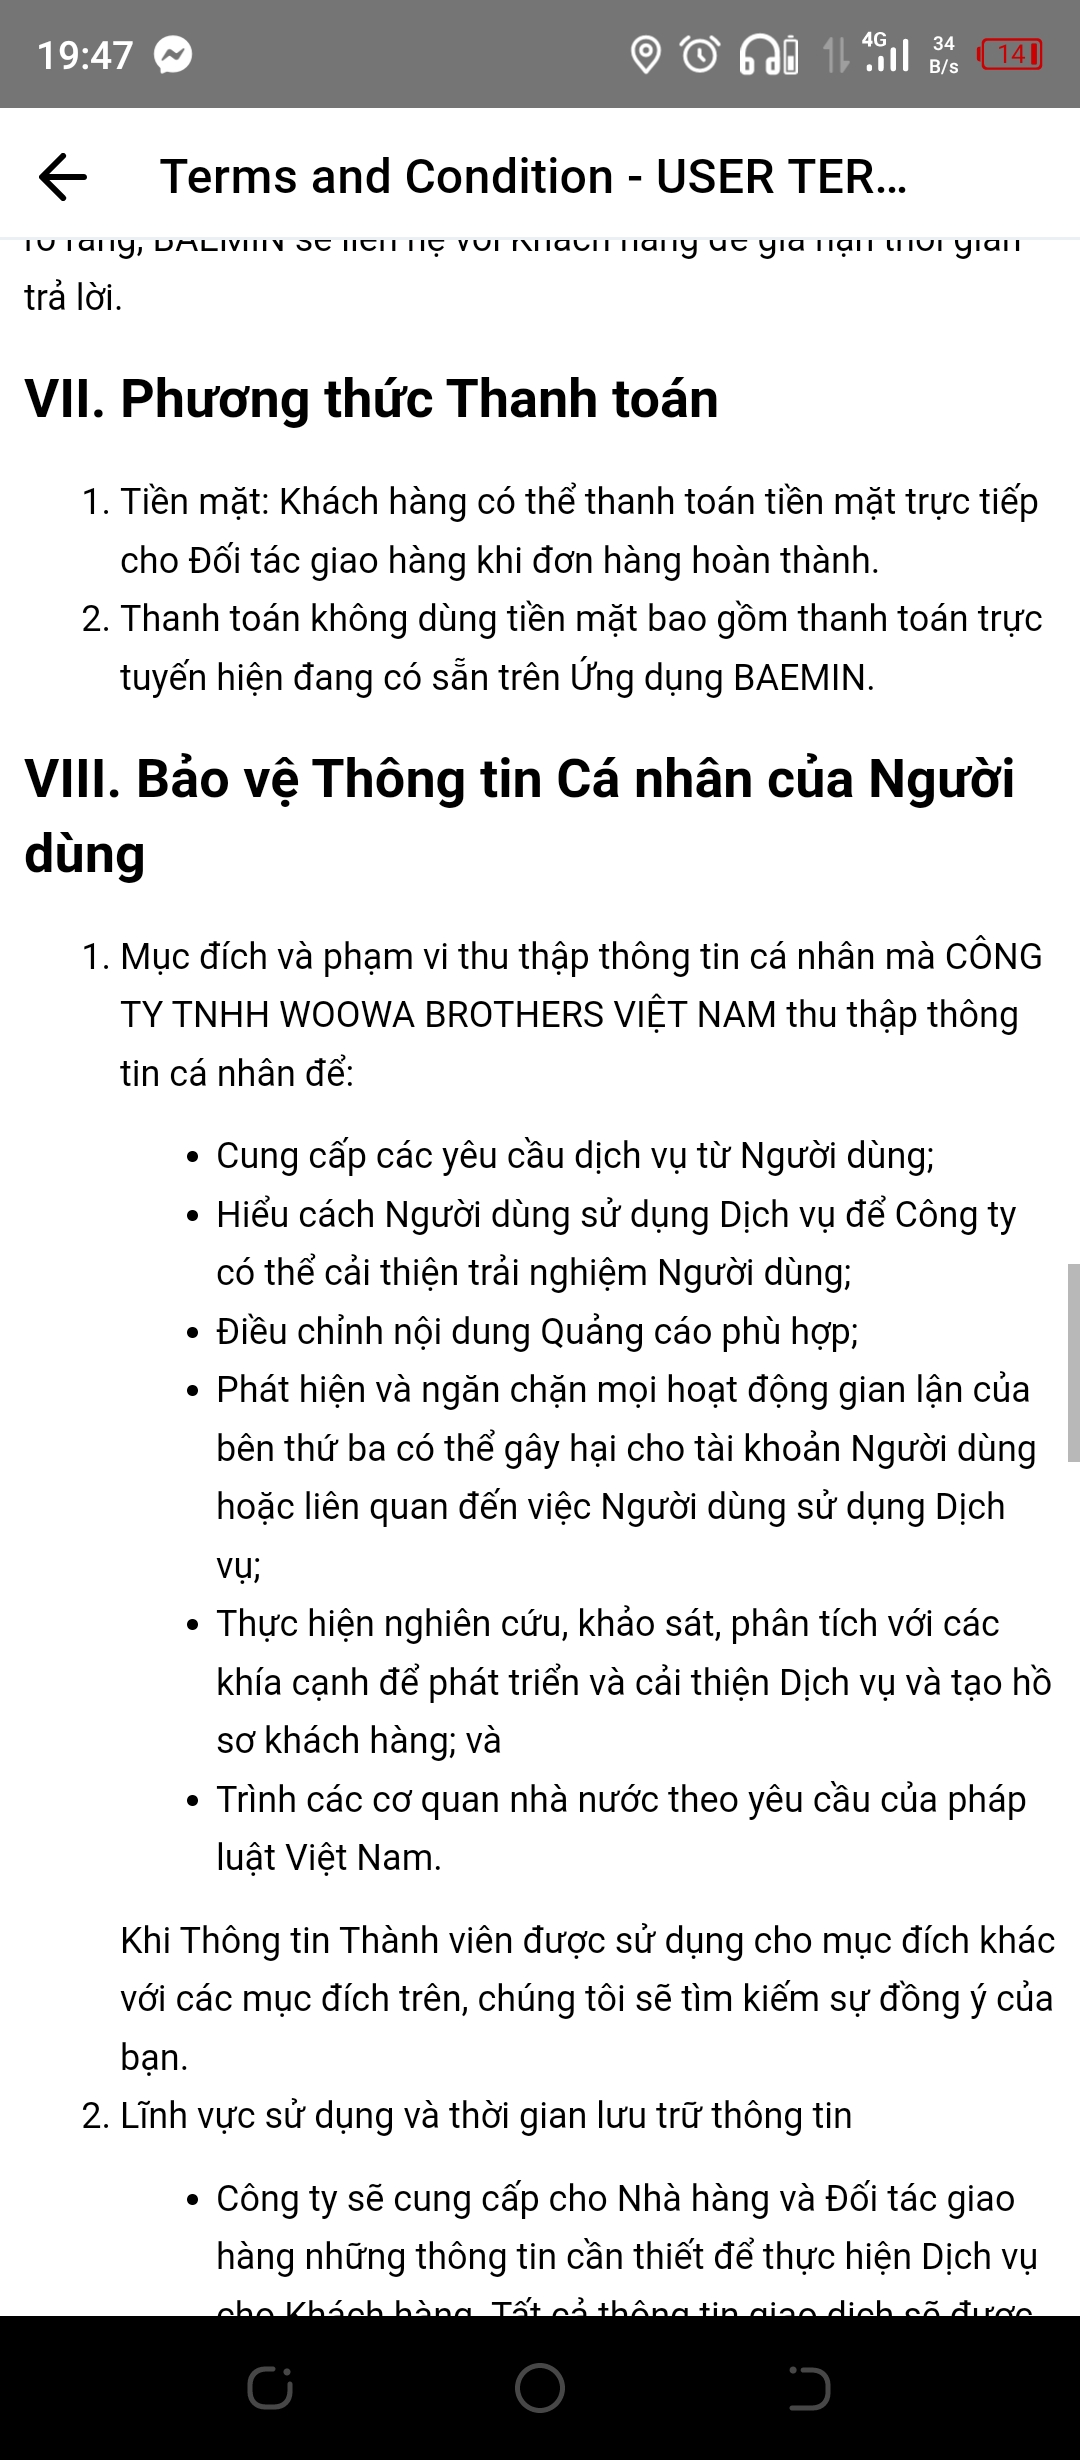 19:47
4G
34
B/s
14
Terms and Condition - USER TER...
rõ ràng, BAEMIN sẽ liên hệ với Khách hàng để gia hạn thời gian
trả lời.
VII. Phương thức Thanh toán
1. Tiền mặt: Khách hàng có thể thanh toán tiền mặt trực tiếp
cho Đối tác giao hàng khi đơn hàng hoàn thành.
2. Thanh toán không dùng tiền mặt bao gồm thanh toán trực
tuyến hiện đang có sẵn trên Ứng dụng BAEMIN.
VIII. Bảo vệ Thông tin Cá nhân của Người
dùng
1. Mục đích và phạm vi thu thập thông tin cá nhân mà CÔNG
TY TNHH WOOWA BROTHERS VIỆT NAM thu thập thông
tin cá nhân để:
• Cung cấp các yêu cầu dịch vụ từ Người dùng;
• Hiểu cách Người dùng sử dụng Dịch vụ để Công ty
có thể cải thiện trải nghiệm Người dùng;
• Điều chỉnh nội dung Quảng cáo phù hợp;
• Phát hiện và ngăn chặn mọi hoạt động gian lận của
bên thứ ba có thể gây hại cho tài khoản Người dùng
hoặc liên quan đến việc Người dùng sử dụng Dịch
vụ;
• Thực hiện nghiên cứu, khảo sát, phân tích với các
khía cạnh để phát triển và cải thiện Dịch vụ và tạo hồ
sơ khách hàng; và
• Trình các cơ quan nhà nước theo yêu cầu của pháp
luật Việt Nam.
Khi Thông tin Thành viên được sử dụng cho mục đích khác
với các mục đích trên, chúng tôi sẽ tìm kiếm sự đồng ý của
bạn.
2. Lĩnh vực sử dụng và thời gian lưu trữ thông tin
• Công ty sẽ cung cấp cho Nhà hàng và Đối tác giao
hàng những thông tin cần thiết để thực hiện Dịch vụ
cho Khách hàng. Tất cả thông tin giao dịch sẽ được